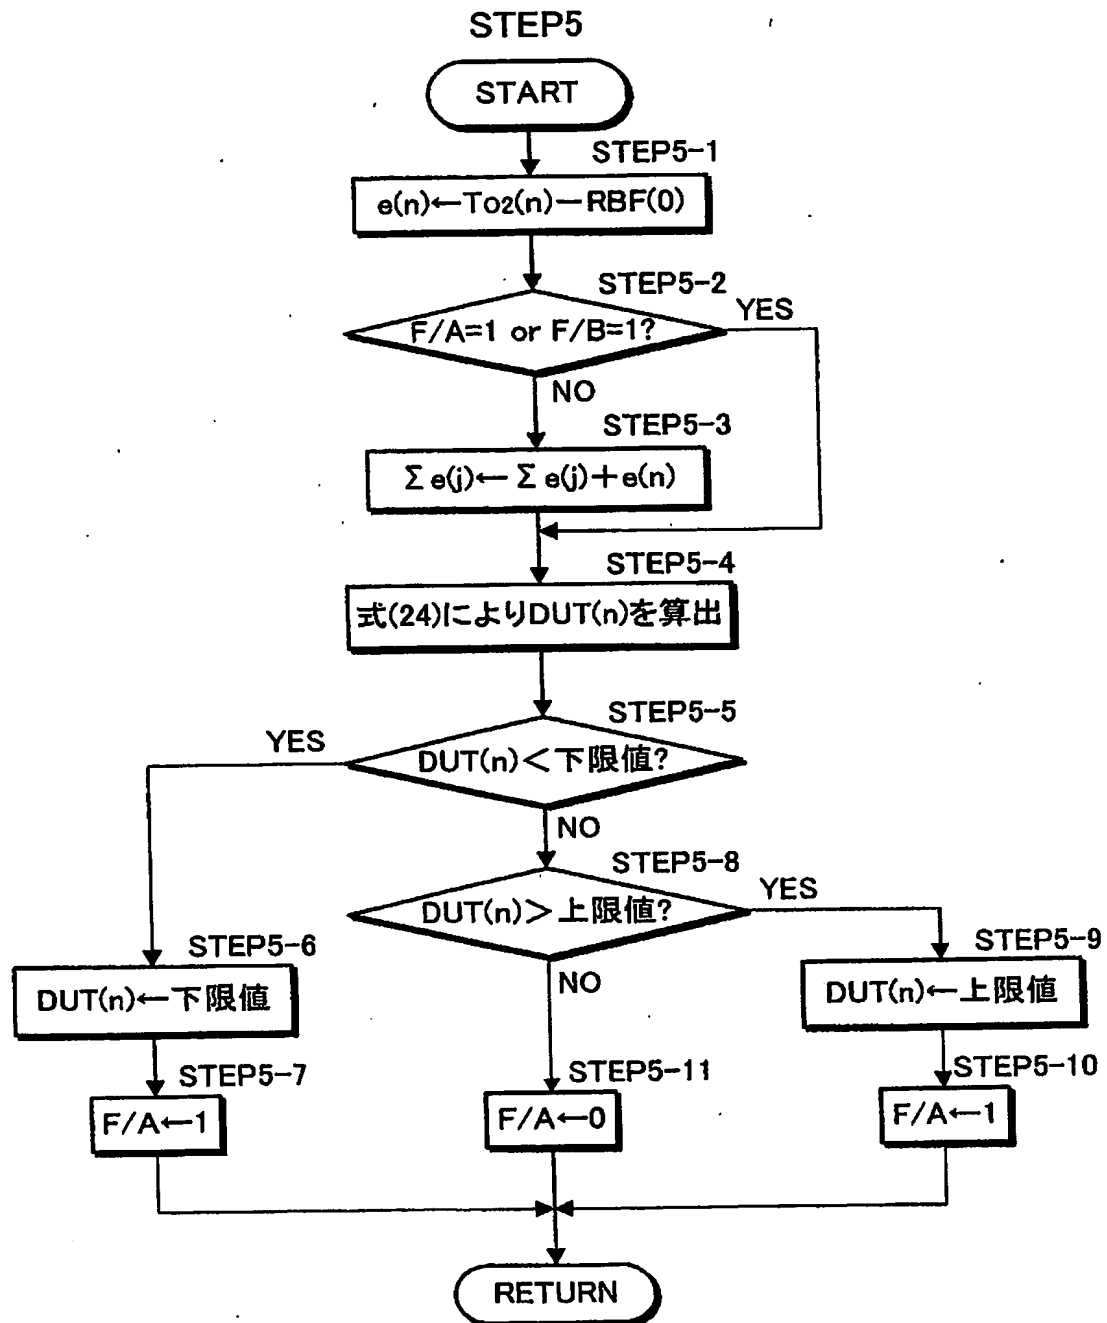 STEP5
START
STEP5-1
e(n)←TO2(n)−RBF(0)
STEP5-2
YES
F/A=1 or F/B=1?
NO
STEP5-3
Σe(j)←Σe(j)+e(n)
STEP5-4
式(24)によりDUT(n)を算出
STEP5-5
YES
DUT(n)<下限値?
NO
STEP5-8
YES
DUT(n)>上限値?
NO
STEP5-6
DUT(n)←下限値
STEP5-9
DUT(n)←上限値
STEP5-7
F/A←1
STEP5-11
F/A←0
STEP5-10
F/A←1
RETURN